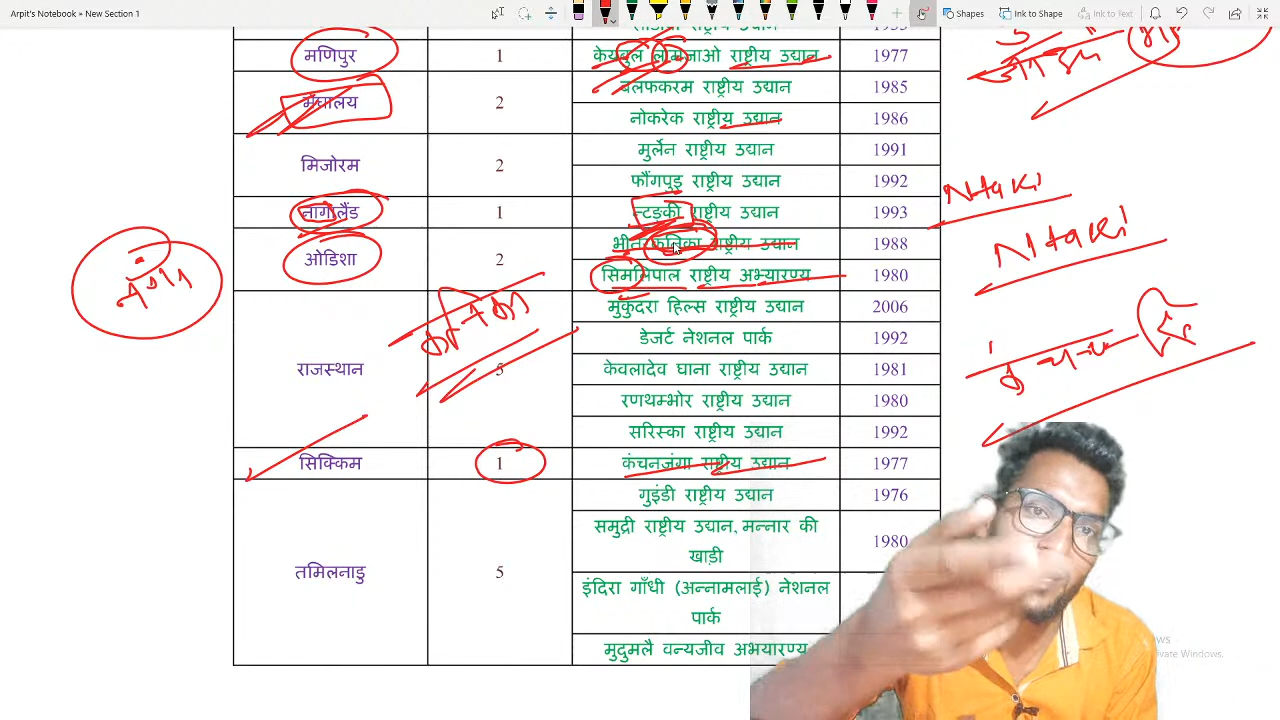 Arpit's Notebook » New Section 1
Shapes Ink to Shape Ink to Text
मणिपुर 1 केयबुल लामजाओ राष्ट्रीय उद्यान 1977
मेघालय 2 बलफकरम राष्ट्रीय उद्यान 1985
नोकरेक राष्ट्रीय उद्यान 1986
मिजोरम 2 मुर्लेन राष्ट्रीय उद्यान 1991
फौंगपुइ राष्ट्रीय उद्यान 1992
नागालैंड 1 न्टङकी राष्ट्रीय उद्यान 1993
Ntaki
ओडिशा 2 राष्ट्रीय उद्यान 1988
सिमलिपाल राष्ट्रीय अभ्यारण्य 1980
मुकुंदरा हिल्स राष्ट्रीय उद्यान 2006
डेजर्ट नेशनल पार्क 1992
राजस्थान 5 केवलादेव घाना राष्ट्रीय उद्यान 1981
रणथम्भोर राष्ट्रीय उद्यान 1980
सरिस्का राष्ट्रीय उद्यान 1992
सिक्किम 1 कंचनजंगा राष्ट्रीय उद्यान 1977
गुइंडी राष्ट्रीय उद्यान 1976
समुद्री राष्ट्रीय उद्यान, मन्नार की 1980
खाड़ी
तमिलनाडु 5
इंदिरा गाँधी (अन्नामलाई) नेशनल
पार्क
मुदुमलै वन्यजीव अभयारण्य